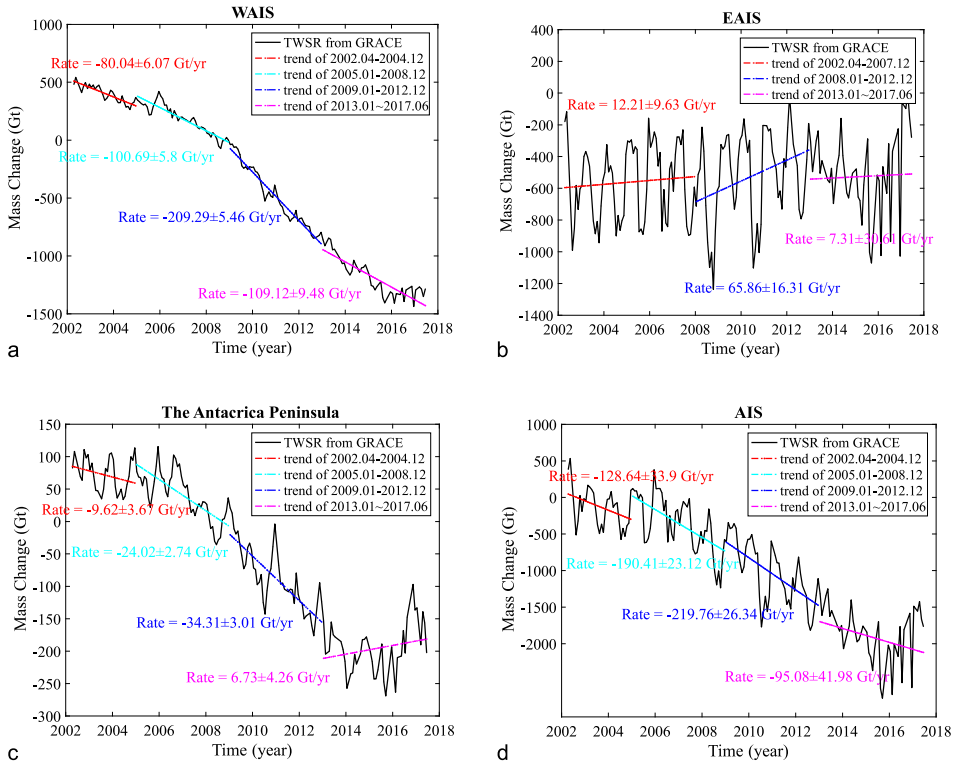 WAIS
1000
500
0
-500
-1000
-1500
2002 2004 2006 2008 2010 2012 2014 2016 2018
Mass Change (Gt)
Time (year)
TWSR from GRACE
trend of 2002.04-2004.12
trend of 2005.01-2008.12
trend of 2009.01-2012.12
trend of 2013.01~2017.06
Rate = -80.04±6.07 Gt/yr
Rate = -100.69±5.8 Gt/yr
Rate = -209.29±5.46 Gt/yr
Rate = -109.12±9.48 Gt/yr
a
EAIS
400
200
0
-200
-400
-600
-800
-1000
-1200
-1400
2002 2004 2006 2008 2010 2012 2014 2016 2018
Mass Change (Gt)
Time (year)
TWSR from GRACE
trend of 2002.04-2007.12
trend of 2008.01-2012.12
trend of 2013.01~2017.06
Rate = 12.21±9.63 Gt/yr
Rate = 7.31±30.61 Gt/yr
Rate = 65.86±16.31 Gt/yr
b
The Antacrica Peninsula
150
100
50
0
-50
-100
-150
-200
-250
-300
2002 2004 2006 2008 2010 2012 2014 2016 2018
Mass Change (Gt)
Time (year)
TWSR from GRACE
trend of 2002.04-2004.12
trend of 2005.01-2008.12
trend of 2009.01-2012.12
trend of 2013.01~2017.06
Rate = -9.62±3.67 Gt/yr
Rate = -24.02±2.74 Gt/yr
Rate = -34.31±3.01 Gt/yr
Rate = 6.73±4.26 Gt/yr
c
AIS
1000
500
0
-500
-1000
-1500
-2000
2002 2004 2006 2008 2010 2012 2014 2016 2018
Mass Change (Gt)
Time (year)
TWSR from GRACE
trend of 2002.04-2004.12
trend of 2005.01-2008.12
trend of 2009.01-2012.12
trend of 2013.01~2017.06
Rate = -190.41±23.12 Gt/yr
Rate = -219.76±26.34 Gt/yr
Rate = -95.08±41.98 Gt/yr
d